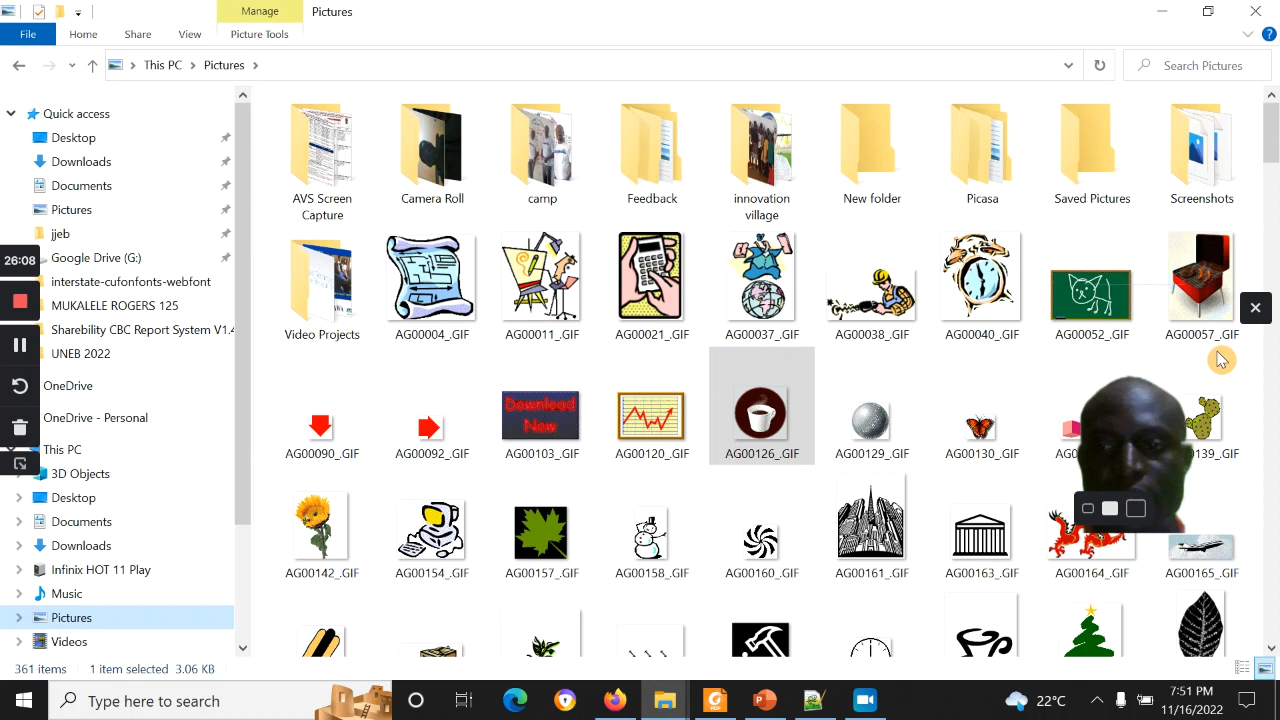 Manage
Pictures
File
Home
Share
View
Picture Tools
This PC
Pictures
Search Pictures
Quick access
Desktop
Downloads
Documents
Pictures
jjeb
Google Drive (G:)
interstate-cufonfonts-webfont
MUKALELE ROGERS 125
Sharebility CBC Report System V1.4
UNEB 2022
OneDrive
OneDrive - Personal
This PC
3D Objects
Desktop
Documents
Downloads
Infinix HOT 11 Play
Music
Pictures
Videos
26:08
AVS Screen
Capture
Camera Roll
camp
Feedback
innovation
village
New folder
Picasa
Saved Pictures
Screenshots
Video Projects
AG00004_.GIF
AG00011_.GIF
AG00021_.GIF
AG00037_.GIF
AG00038_.GIF
AG00040_.GIF
AG00052_.GIF
AG00057_.GIF
Download
Now
AG00090_.GIF
AG00092_.GIF
AG00103_.GIF
AG00120_.GIF
AG00126_.GIF
AG00129_.GIF
AG00130_.GIF
AG00142_.GIF
AG00154_.GIF
AG00157_.GIF
AG00158_.GIF
AG00160_.GIF
AG00161_.GIF
AG00163_.GIF
AG00164_.GIF
AG00165_.GIF
361 items
1 item selected 3.06 KB
Type here to search
22°C
7:51 PM
11/16/2022